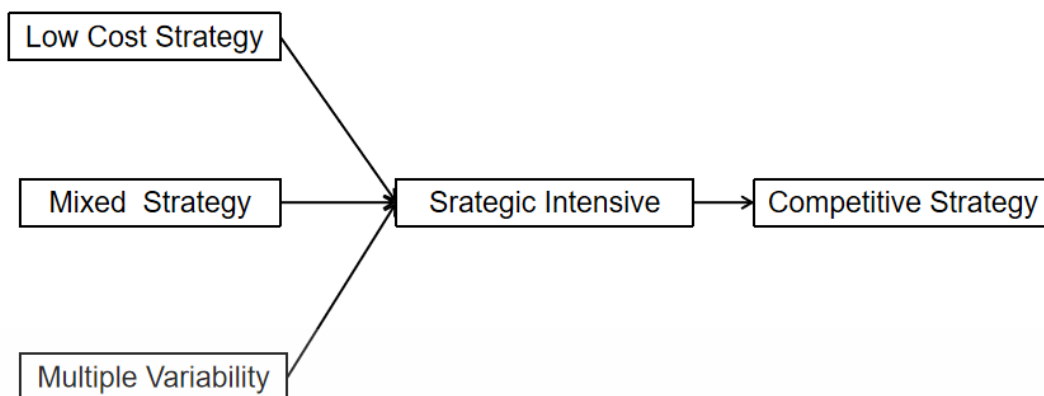 Low Cost Strategy
Mixed Strategy
Srategic Intensive
Competitive Strategy
Multiple Variability